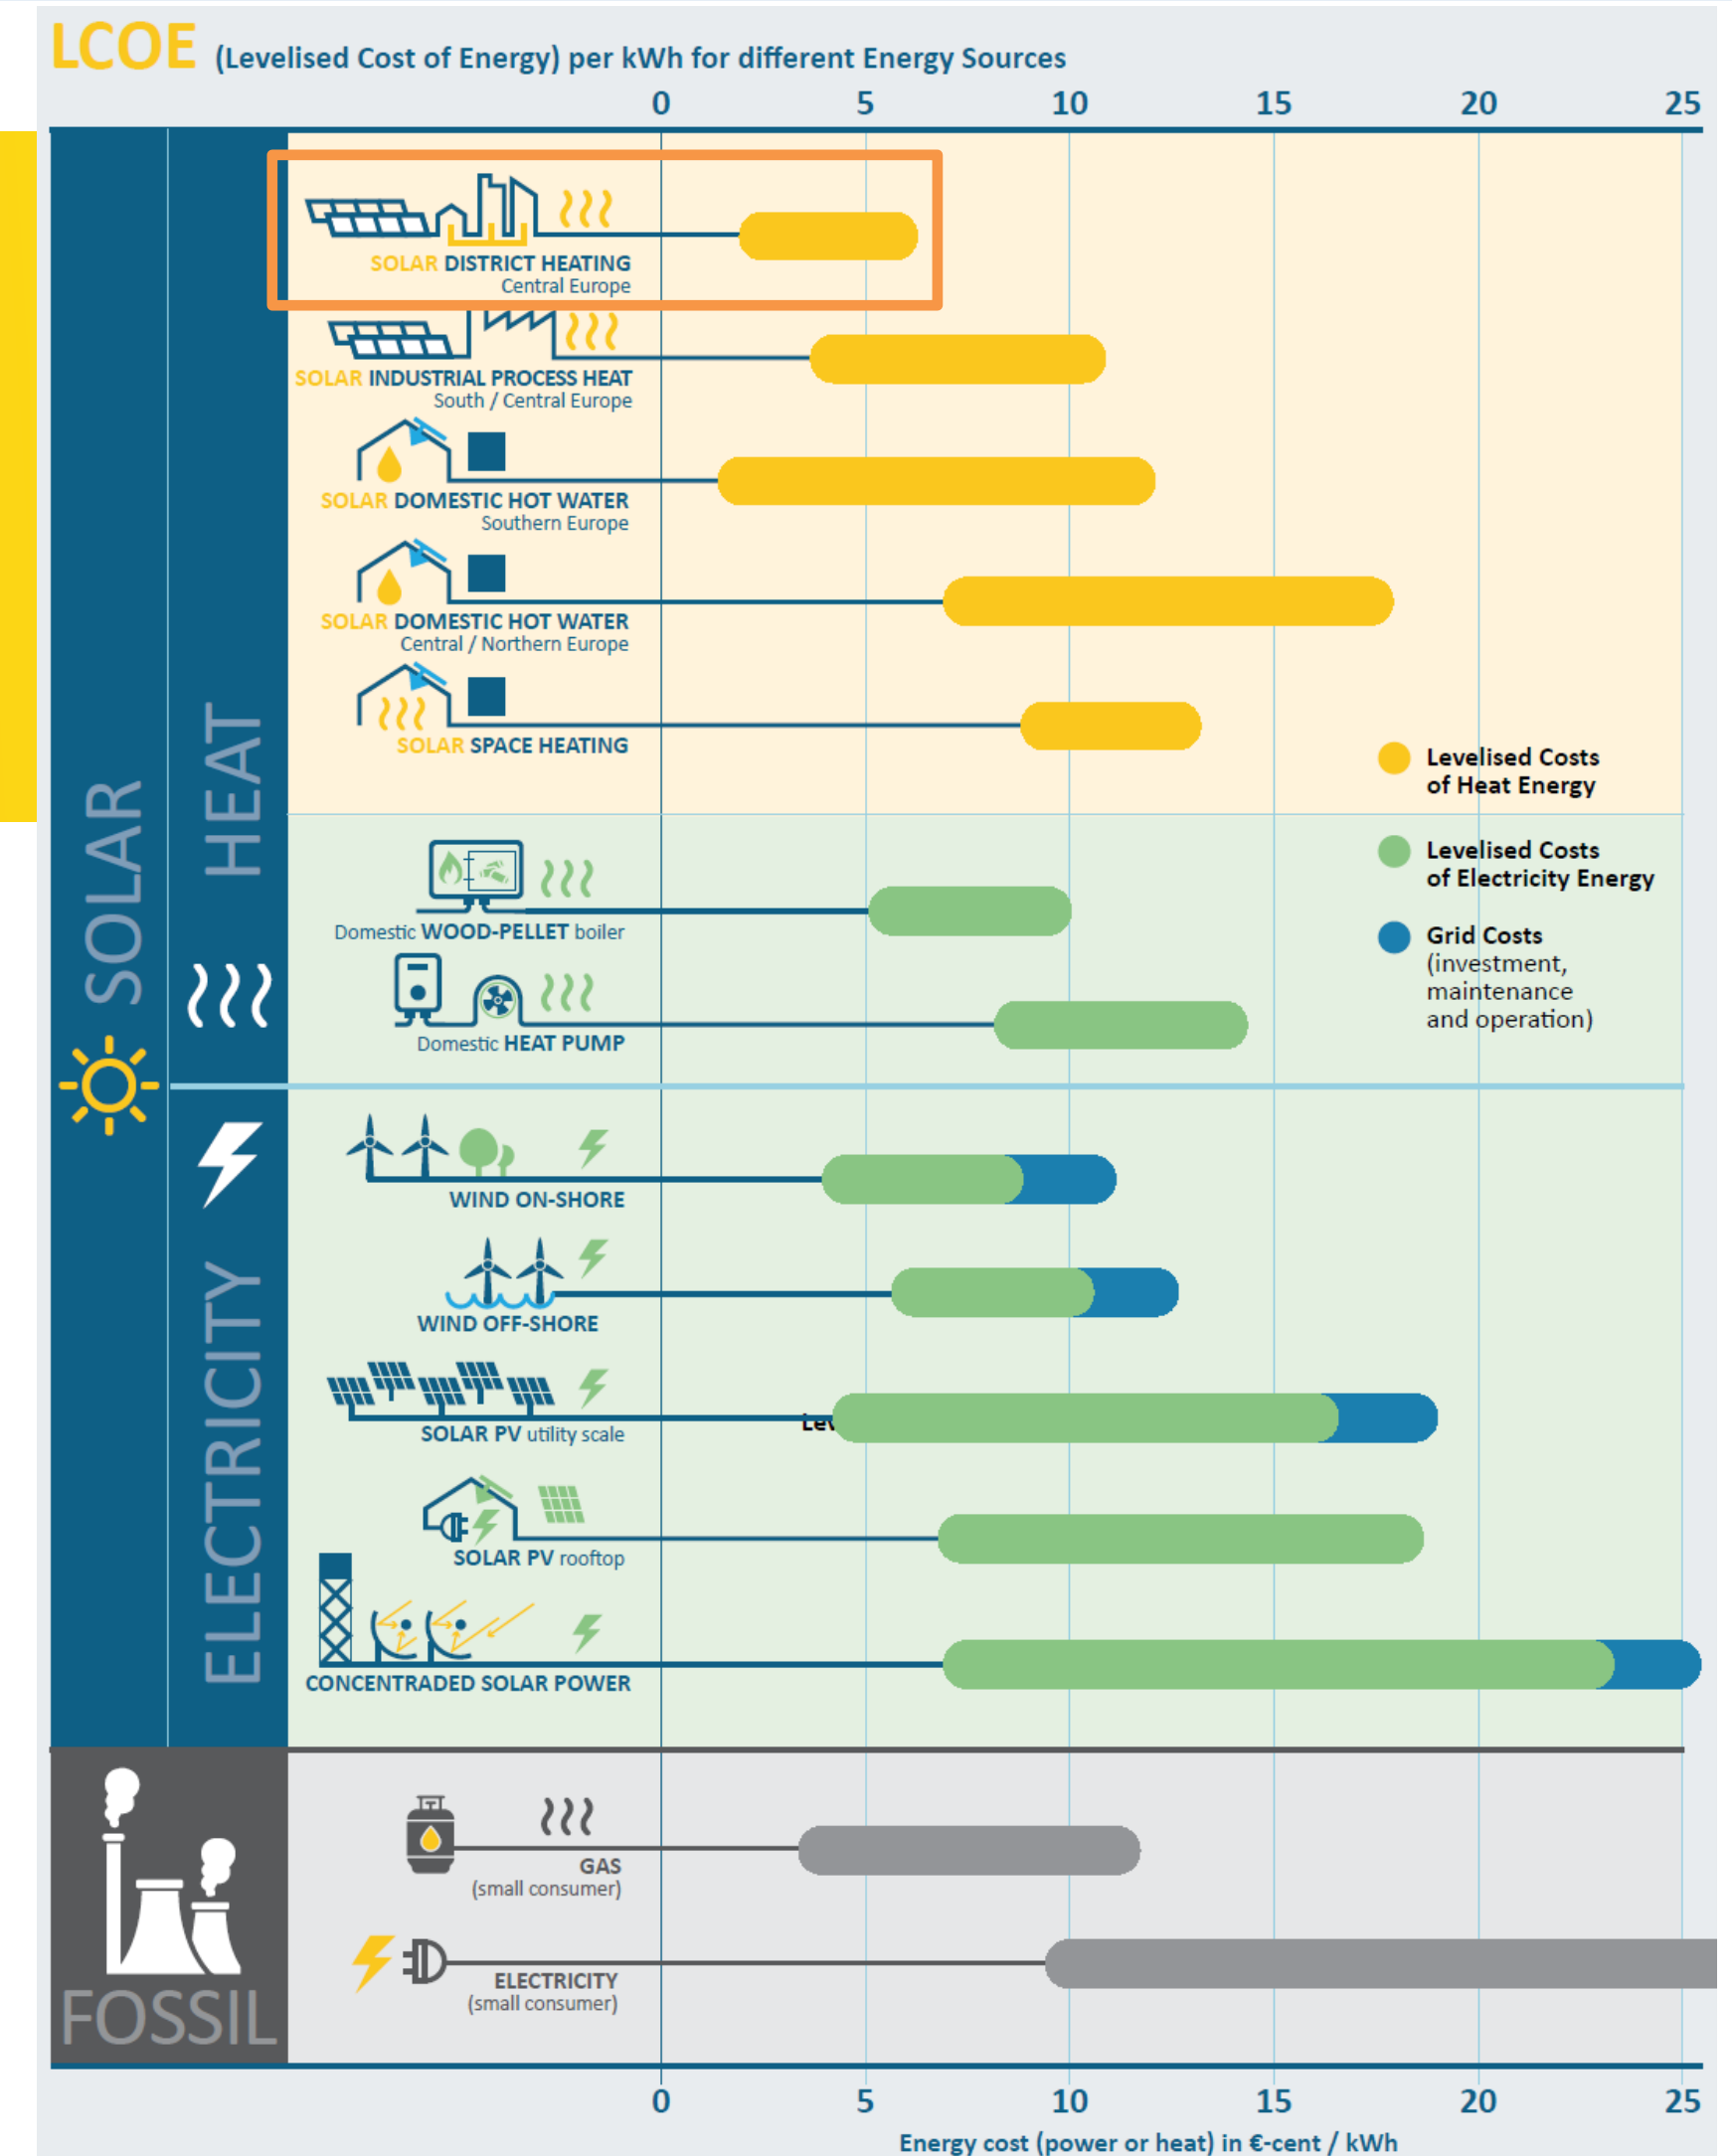 LCOE (Levelised Cost of Energy) per kWh for different Energy Sources
0 5 10 15 20 25
SOLAR
HEAT
SOLAR DISTRICT HEATING
Central Europe
SOLAR INDUSTRIAL PROCESS HEAT
South / Central Europe
SOLAR DOMESTIC HOT WATER
Southern Europe
SOLAR DOMESTIC HOT WATER
Central / Northern Europe
SOLAR SPACE HEATING
Levelised Costs
of Heat Energy
Levelised Costs
of Electricity Energy
Grid Costs
(investment,
maintenance
and operation)
Domestic WOOD-PELLET boiler
Domestic HEAT PUMP
ELECTRICITY
WIND ON-SHORE
WIND OFF-SHORE
SOLAR PV utility scale
SOLAR PV rooftop
CONCENTRADED SOLAR POWER
FOSSIL
GAS
(small consumer)
ELECTRICITY
(small consumer)
0 5 10 15 20 25
Energy cost (power or heat) in €-cent / kWh